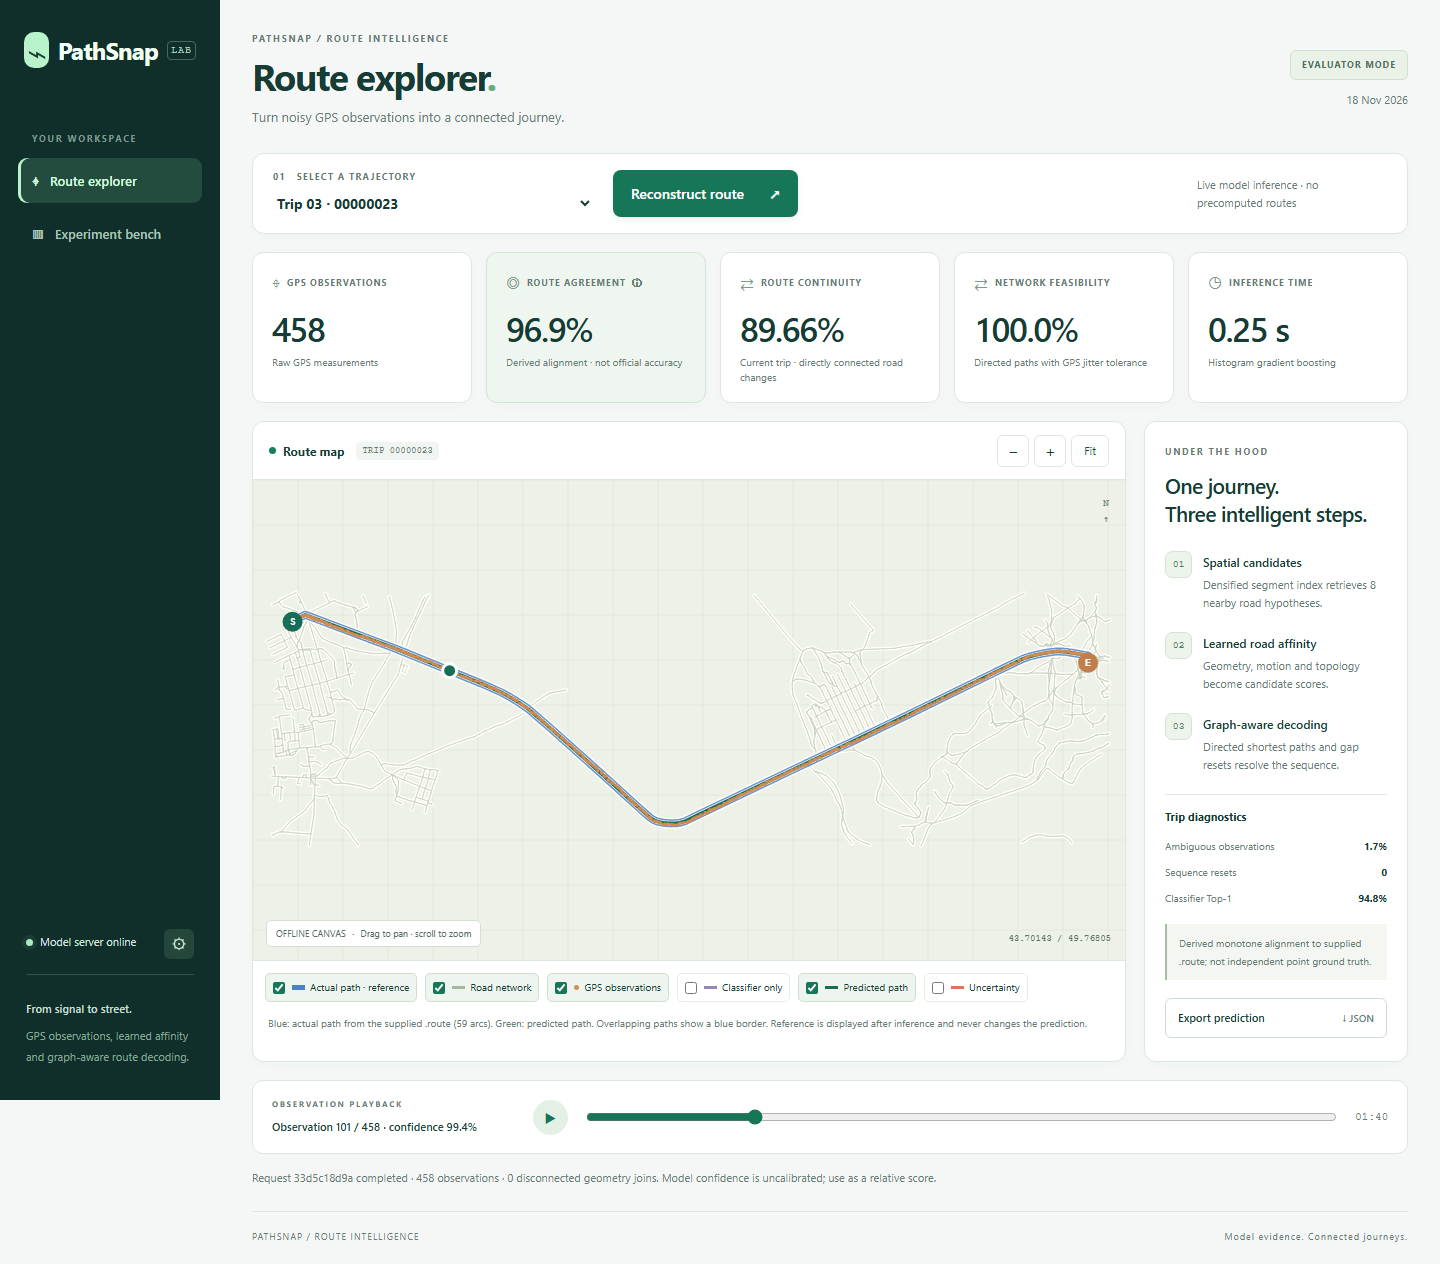 PathSnap LAB
YOUR WORKSPACE
Route explorer
Experiment bench
Model server online
From signal to street.
GPS observations, learned affinity
and graph-aware route decoding.
PATHSNAP / ROUTE INTELLIGENCE
Route explorer.
Turn noisy GPS observations into a connected journey.
EVALUATOR MODE
18 Nov 2026
01 SELECT A TRAJECTORY
Trip 03 · 00000023
Reconstruct route ↗
Live model inference · no
precomputed routes
GPS OBSERVATIONS
458
Raw GPS measurements
ROUTE AGREEMENT
96.9%
Derived alignment · not official accuracy
ROUTE CONTINUITY
89.66%
Current trip · directly connected road
changes
NETWORK FEASIBILITY
100.0%
Directed paths with GPS jitter tolerance
INFERENCE TIME
0.25 s
Histogram gradient boosting
Route map TRIP 00000023
− + Fit
N
↑
S
E
OFFLINE CANVAS · Drag to pan · scroll to zoom
43.70143 / 49.76805
Actual path · reference
Road network
GPS observations
Classifier only
Predicted path
Uncertainty
Blue: actual path from the supplied .route (59 arcs). Green: predicted path. Overlapping paths show a blue border. Reference is displayed after inference and never changes the prediction.
UNDER THE HOOD
One journey.
Three intelligent steps.
01 Spatial candidates
Densified segment index retrieves 8
nearby road hypotheses.
02 Learned road affinity
Geometry, motion and topology
become candidate scores.
03 Graph-aware decoding
Directed shortest paths and gap
resets resolve the sequence.
Trip diagnostics
Ambiguous observations 1.7%
Sequence resets 0
Classifier Top-1 94.8%
Derived monotone alignment to supplied
.route; not independent point ground truth.
Export prediction ↓ JSON
OBSERVATION PLAYBACK
Observation 101 / 458 · confidence 99.4%
01:40
Request 33d5c18d9a completed · 458 observations · 0 disconnected geometry joins. Model confidence is uncalibrated; use as a relative score.
PATHSNAP / ROUTE INTELLIGENCE
Model evidence. Connected journeys.